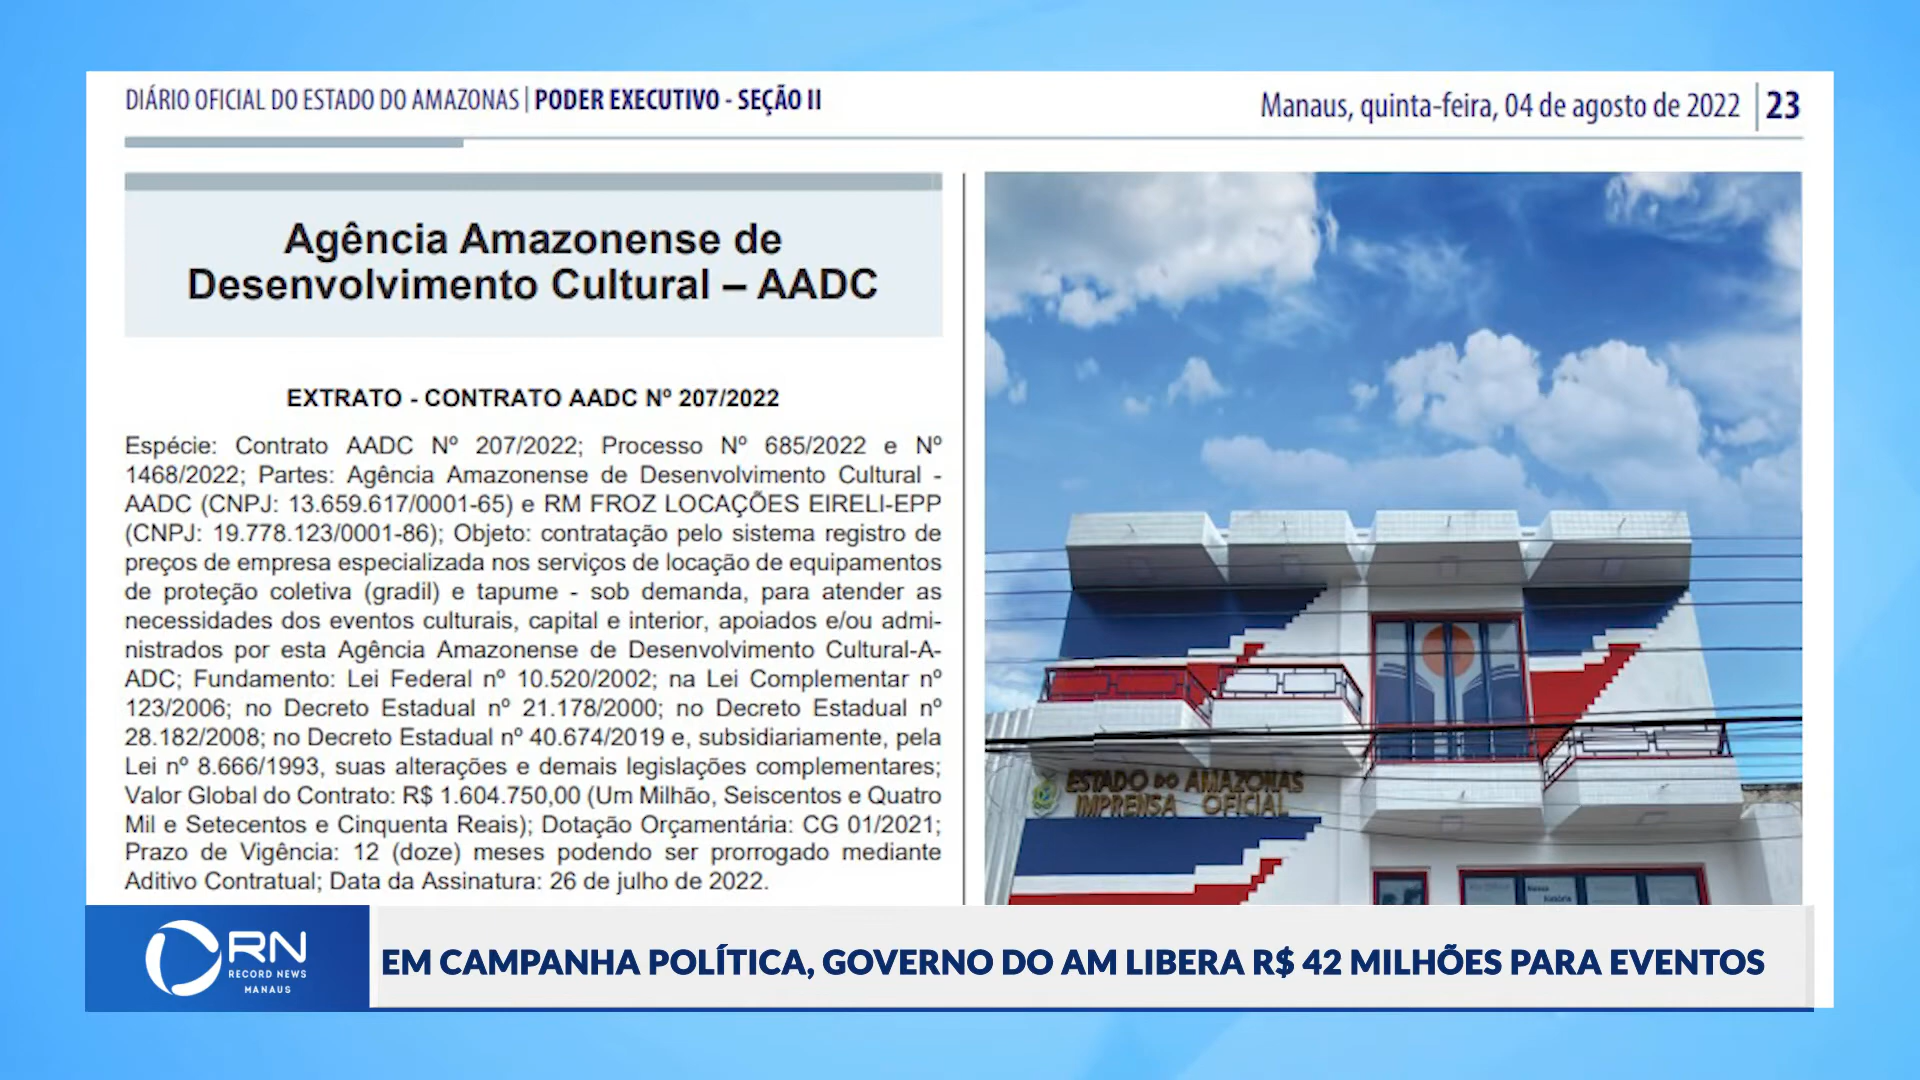 DIÁRIO OFICIAL DO ESTADO DO AMAZONAS | PODER EXECUTIVO - SEÇÃO II
Manaus, quinta-feira, 04 de agosto de 2022 | 23
Agência Amazonense de
Desenvolvimento Cultural – AADC
EXTRATO - CONTRATO AADC Nº 207/2022
Espécie: Contrato AADC Nº 207/2022; Processo Nº 685/2022 e Nº
1468/2022; Partes: Agência Amazonense de Desenvolvimento Cultural -
AADC (CNPJ: 13.659.617/0001-65) e RM FROZ LOCAÇÕES EIRELI-EPP
(CNPJ: 19.778.123/0001-86); Objeto: contratação pelo sistema registro de
preços de empresa especializada nos serviços de locação de equipamentos
de proteção coletiva (gradil) e tapume - sob demanda, para atender as
necessidades dos eventos culturais, capital e interior, apoiados e/ou admi-
nistrados por esta Agência Amazonense de Desenvolvimento Cultural-A-
ADC; Fundamento: Lei Federal nº 10.520/2002; na Lei Complementar nº
123/2006; no Decreto Estadual nº 21.178/2000; no Decreto Estadual nº
28.182/2008; no Decreto Estadual nº 40.674/2019 e, subsidiariamente, pela
Lei nº 8.666/1993, suas alterações e demais legislações complementares;
Valor Global do Contrato: R$ 1.604.750,00 (Um Milhão, Seiscentos e Quatro
Mil e Setecentos e Cinquenta Reais); Dotação Orçamentária: CG 01/2021;
Prazo de Vigência: 12 (doze) meses podendo ser prorrogado mediante
Aditivo Contratual; Data da Assinatura: 26 de julho de 2022.
ESTADO DO AMAZONAS
IMPRENSA OFICIAL
RN
RECORD NEWS
MANAUS
EM CAMPANHA POLÍTICA, GOVERNO DO AM LIBERA R$ 42 MILHÕES PARA EVENTOS